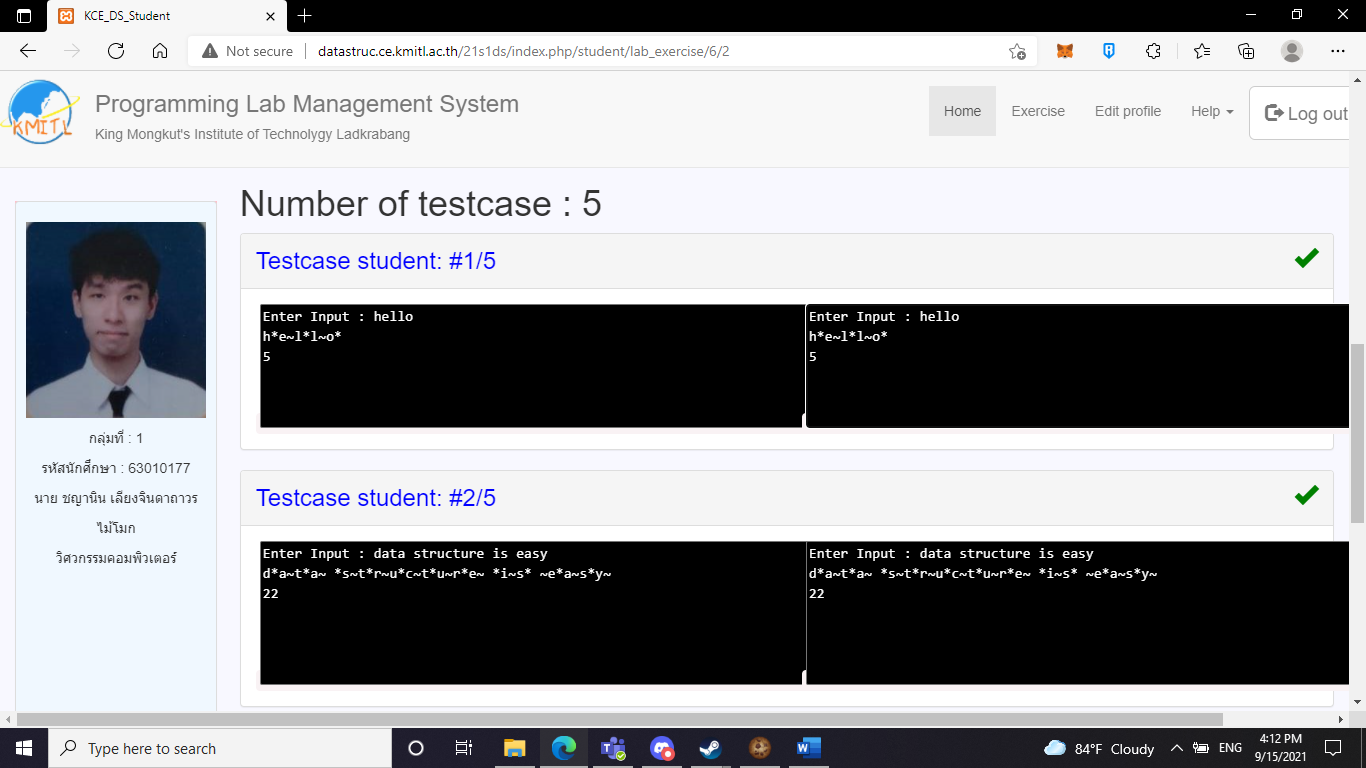 KCE_DS_Student
Not secure
datastruc.ce.kmitl.ac.th/21s1ds/index.php/student/lab_exercise/6/2
KMITL
Programming Lab Management System
King Mongkut's Institute of Technolygy Ladkrabang
Home
Exercise
Edit profile
Help
Log out
Number of testcase : 5
กลุ่มที่ : 1
รหัสนักศึกษา : 63010177
นาย ชญานิน เลียงจินดาถาวร
ไม้โมก
วิศวกรรมคอมพิวเตอร์
Testcase student: #1/5
Enter Input : hello
h*e~l*l~o*
5
Enter Input : hello
h*e~l*l~o*
5
Testcase student: #2/5
Enter Input : data structure is easy
d*a~t*a~ *s~t*r~u*c~t*u~r*e~ *i~s* ~e*a~s*y~
22
Enter Input : data structure is easy
d*a~t*a~ *s~t*r~u*c~t*u~r*e~ *i~s* ~e*a~s*y~
22
Type here to search
84°F Cloudy
ENG
4:12 PM
9/15/2021